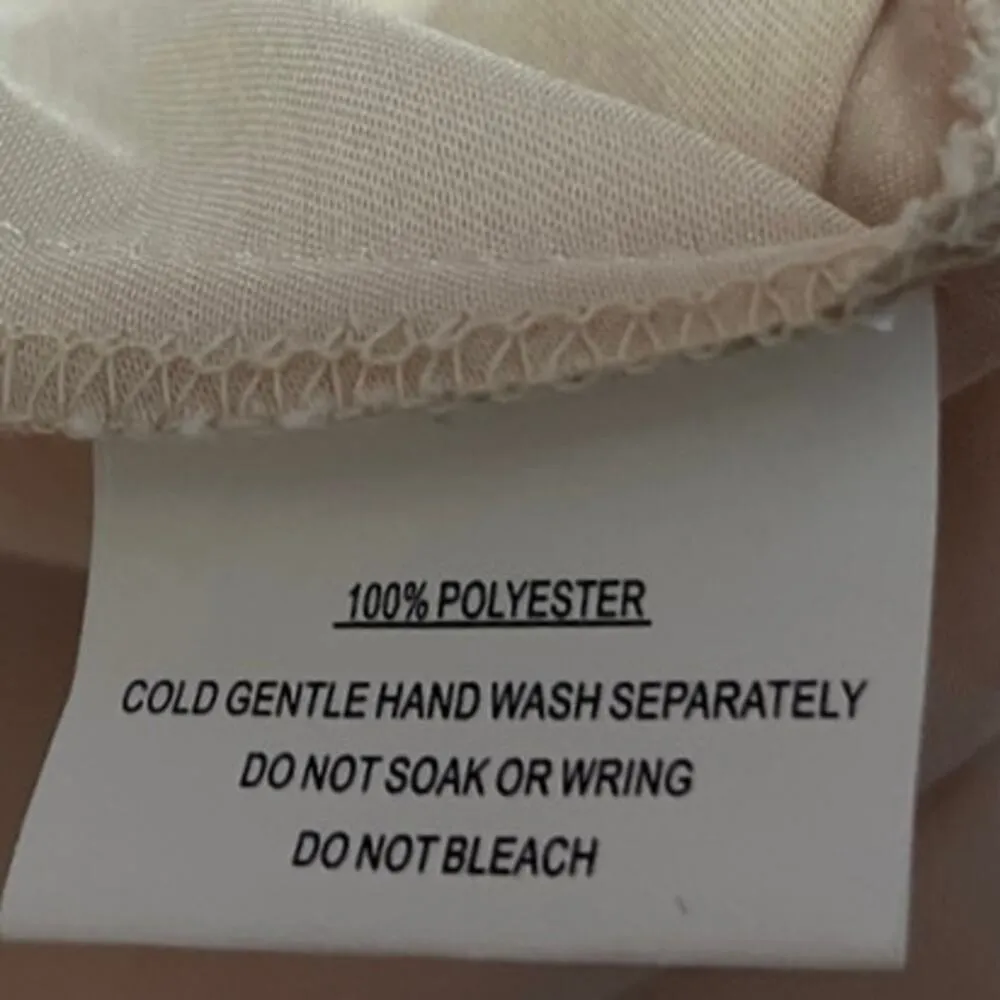 100% POLYESTER
COLD GENTLE HAND WASH SEPARATELY
DO NOT SOAK OR WRING
DO NOT BLEACH